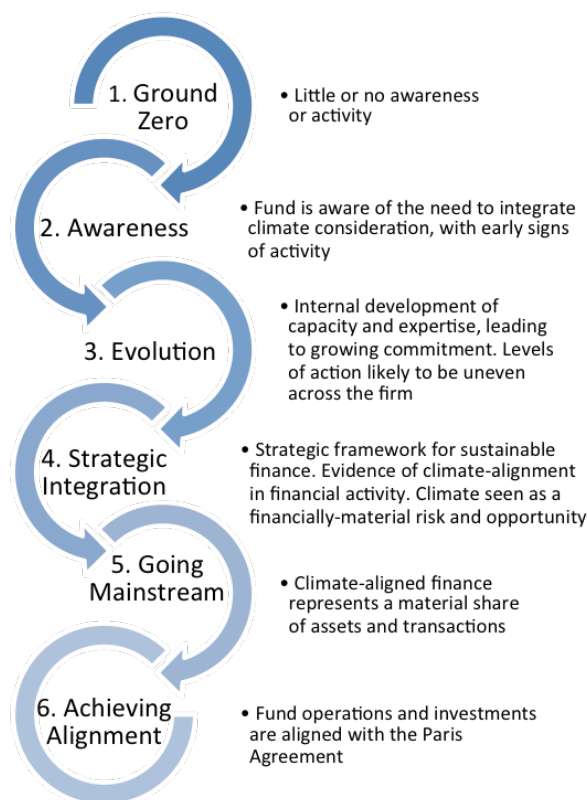 1. Ground
Zero
• Little or no awareness
or activity
2. Awareness
• Fund is aware of the need to integrate
climate consideration, with early signs
of activity
3. Evolution
• Internal development of
capacity and expertise, leading
to growing commitment. Levels
of action likely to be uneven
across the firm
4. Strategic
Integration
• Strategic framework for sustainable
finance. Evidence of climate-alignment
in financial activity. Climate seen as a
financially-material risk and opportunity
5. Going
Mainstream
• Climate-aligned finance
represents a material share
of assets and transactions
6. Achieving
Alignment
• Fund operations and investments
are aligned with the Paris
Agreement